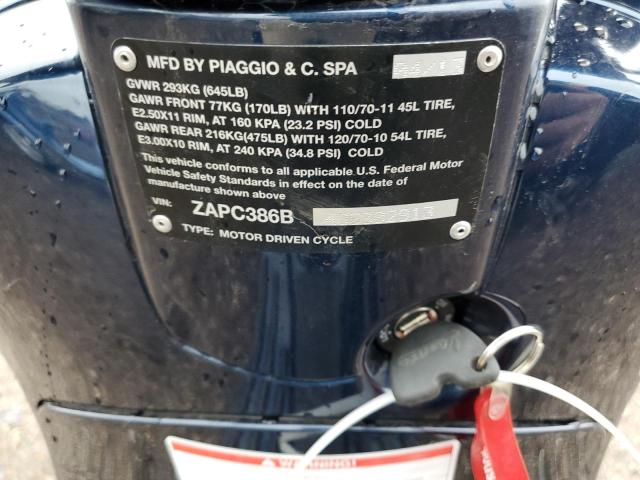 MFD BY PIAGGIO & C. SPA
GVWR 293KG (645LB)
GAWR FRONT 77KG (170LB) WITH 110/70-11 45L TIRE,
E2.50X11 RIM, AT 160 KPA (23.2 PSI) COLD
GAWR REAR 216KG(475LB) WITH 120/70-10 54L TIRE,
E3.00X10 RIM, AT 240 KPA (34.8 PSI) COLD
This vehicle conforms to all applicable U.S. Federal Motor
Vehicle Safety Standards in effect on the date of
manufacture shown above
VIN: ZAPC386B
TYPE: MOTOR DRIVEN CYCLE
WARNING!